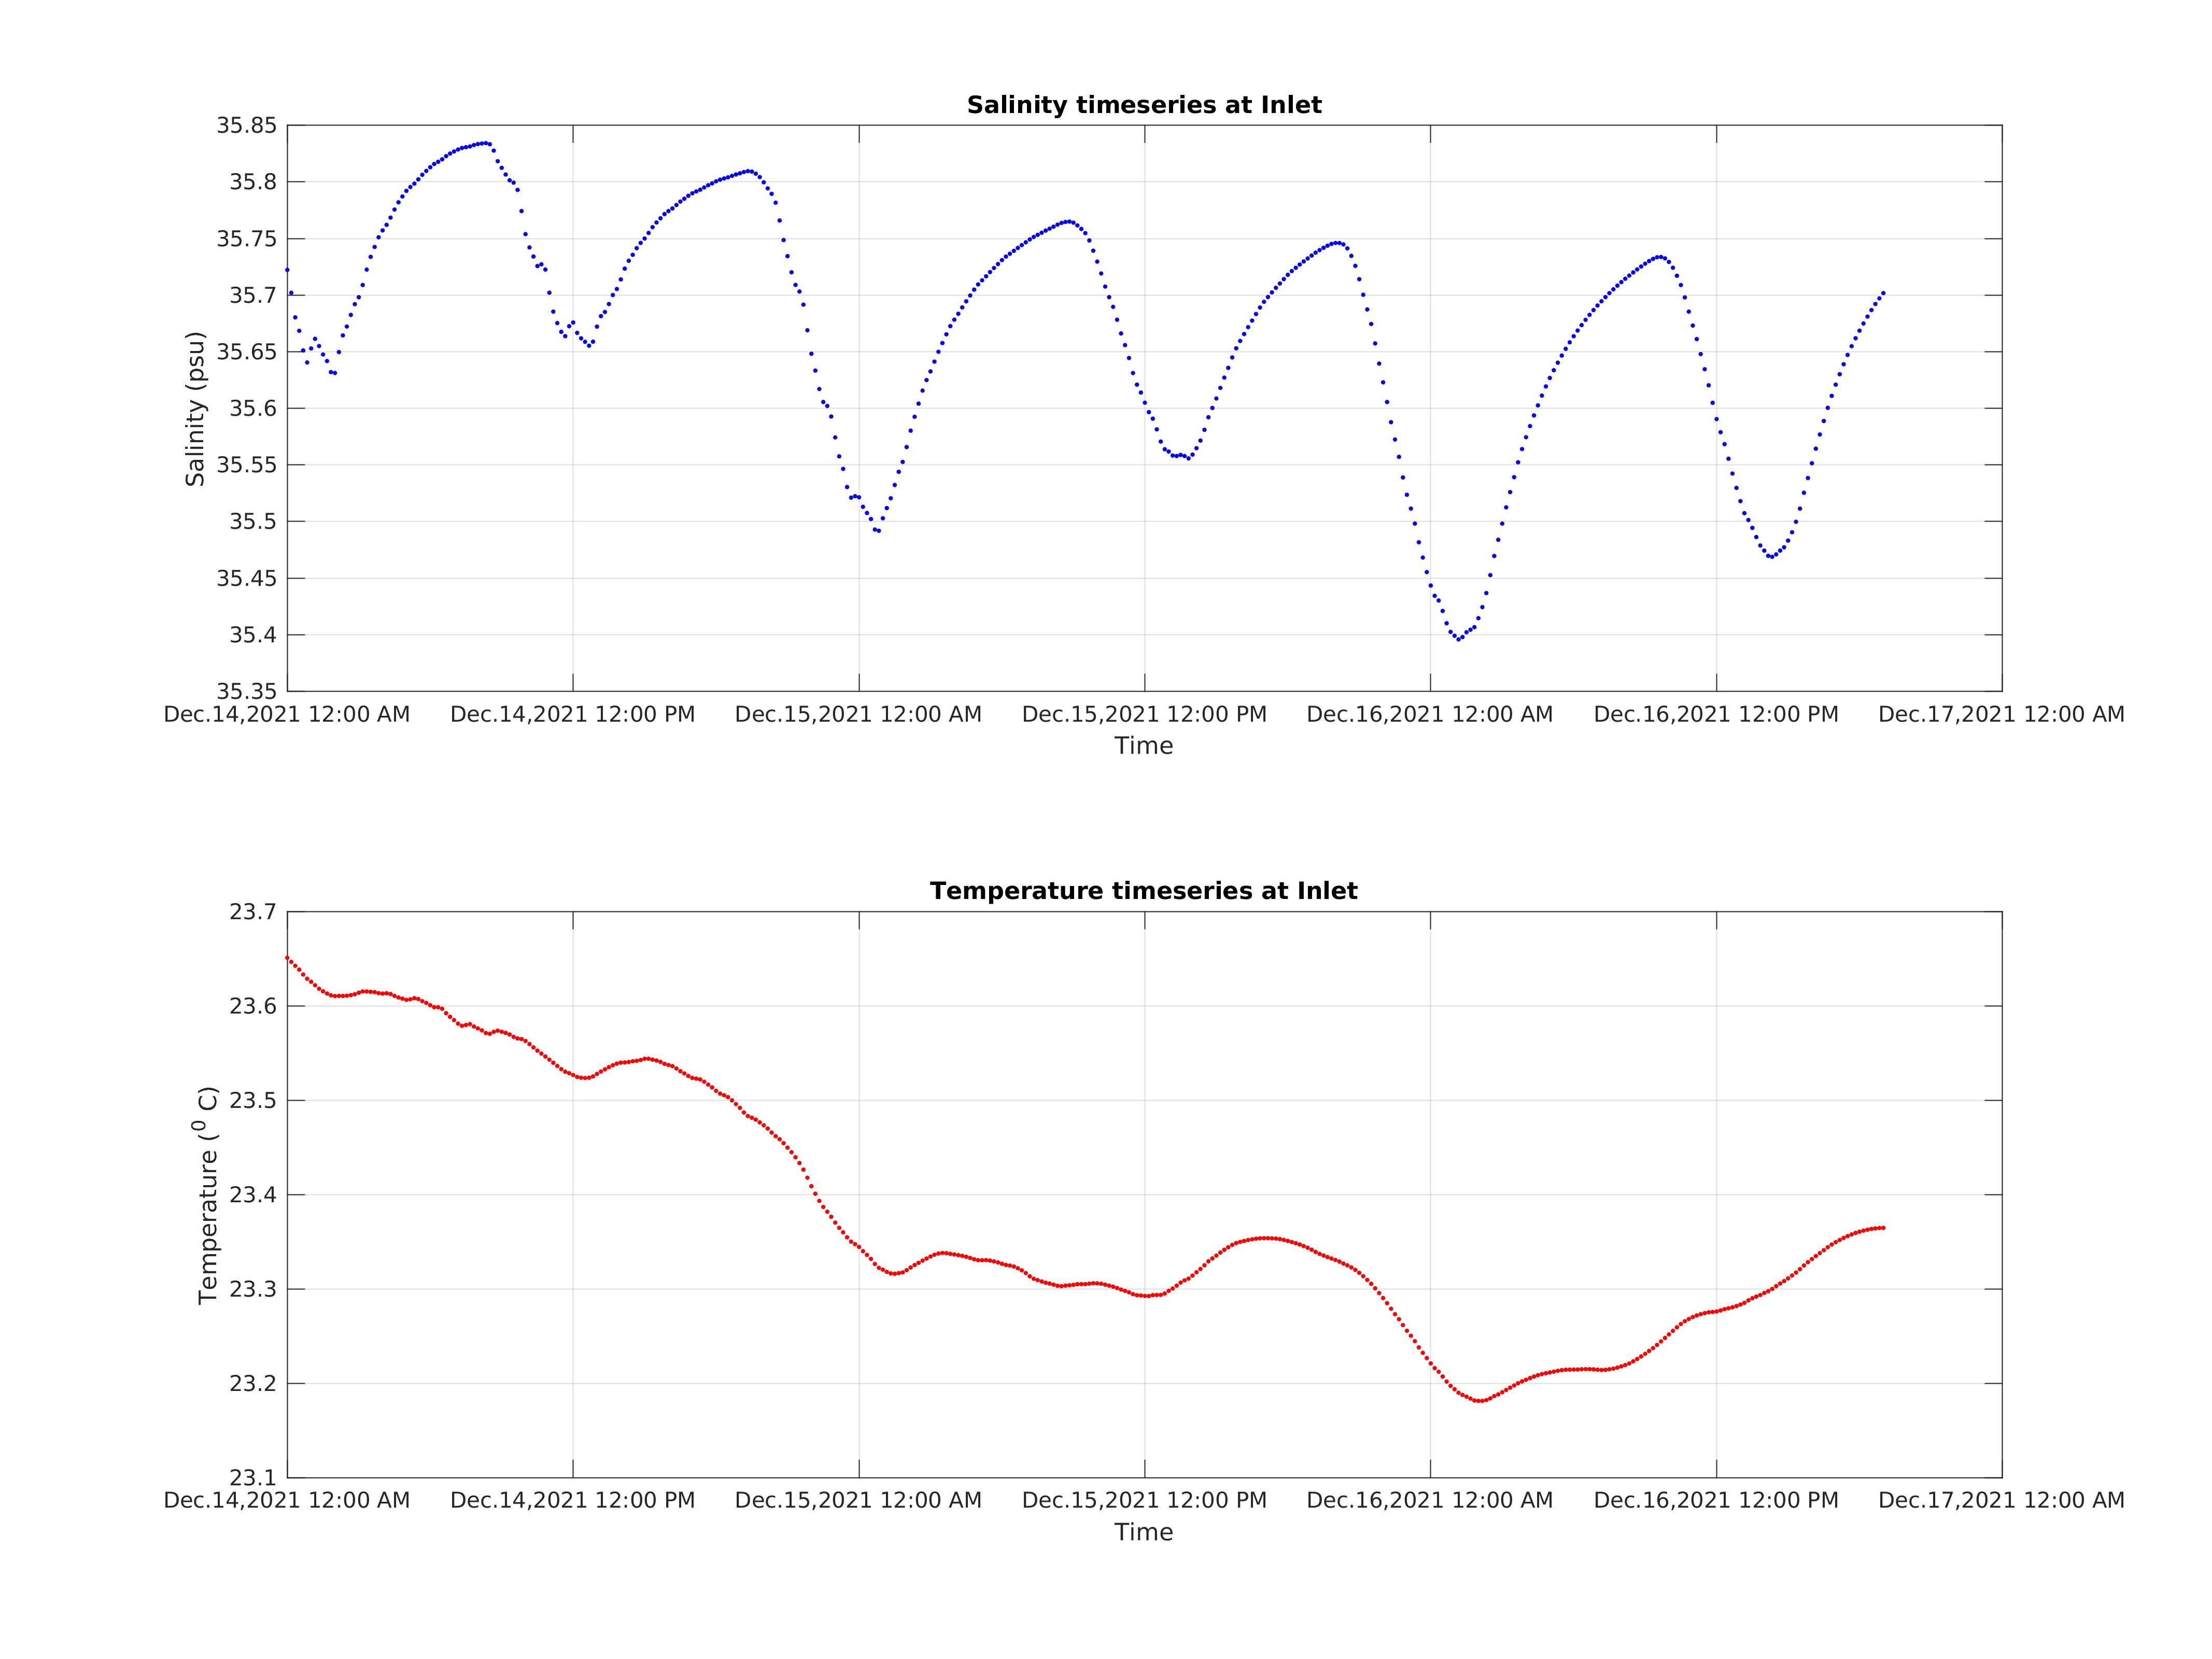 Salinity timeseries at Inlet
35.85
35.8
35.75
35.7
35.65
35.6
35.55
35.5
35.45
35.4
35.35
Salinity (psu)
Dec.14,2021 12:00 AM Dec.14,2021 12:00 PM Dec.15,2021 12:00 AM Dec.15,2021 12:00 PM Dec.16,2021 12:00 AM Dec.16,2021 12:00 PM Dec.17,2021 12:00 AM
Time
Temperature timeseries at Inlet
23.7
23.6
23.5
23.4
23.3
23.2
23.1
Temperature (⁰ C)
Dec.14,2021 12:00 AM Dec.14,2021 12:00 PM Dec.15,2021 12:00 AM Dec.15,2021 12:00 PM Dec.16,2021 12:00 AM Dec.16,2021 12:00 PM Dec.17,2021 12:00 AM
Time